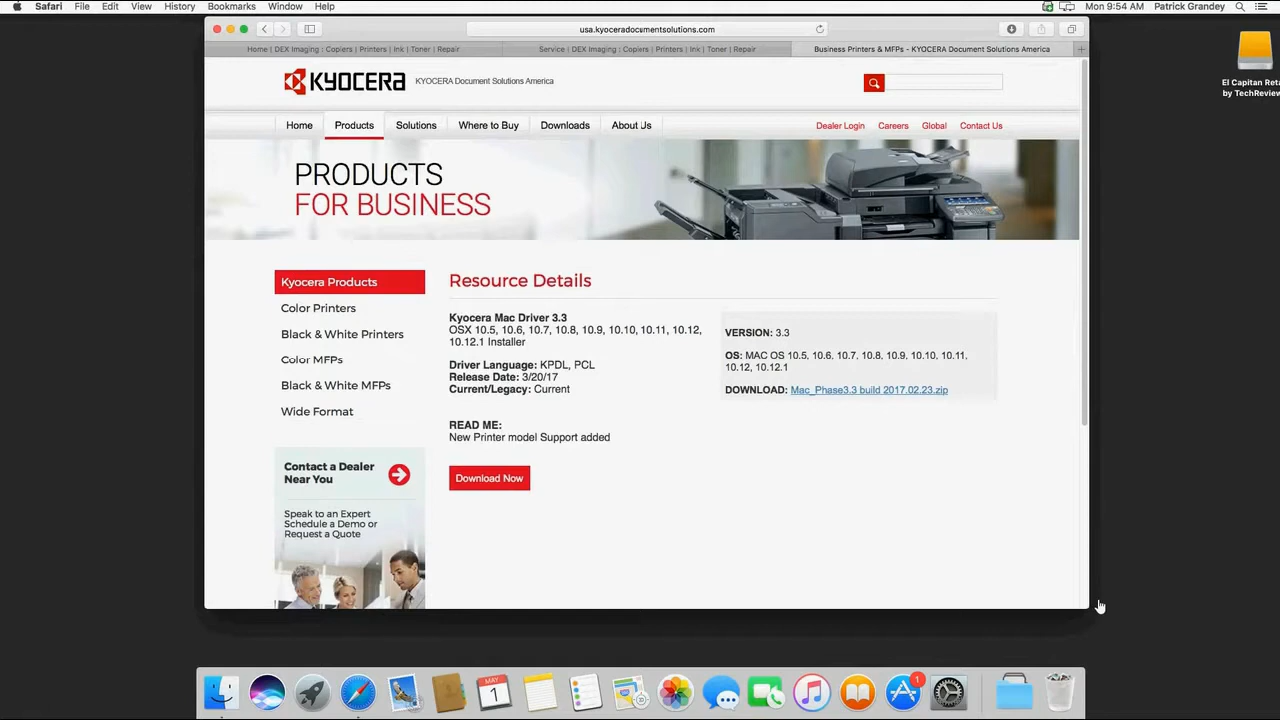 Safari File Edit View History Bookmarks Window Help Mon 9:54 AM Patrick Grandey
usa.kyoceradocumentsolutions.com
Home | DEX Imaging : Copiers | Printers | Ink | Toner | Repair Service | DEX Imaging : Copiers | Printers | Ink | Toner | Repair Business Printers & MFPs - KYOCERA Document Solutions America
KYOCERA KYOCERA Document Solutions America
Home Products Solutions Where to Buy Downloads About Us Dealer Login Careers Global Contact Us
PRODUCTS
FOR BUSINESS
Kyocera Products
Color Printers
Black & White Printers
Color MFPs
Black & White MFPs
Wide Format
Contact a Dealer
Near You
Speak to an Expert
Schedule a Demo or
Request a Quote
Resource Details
Kyocera Mac Driver 3.3
OSX 10.5, 10.6, 10.7, 10.8, 10.9, 10.10, 10.11, 10.12,
10.12.1 Installer
Driver Language: KPDL, PCL
Release Date: 3/20/17
Current/Legacy: Current
READ ME:
New Printer model Support added
Download Now
VERSION: 3.3
OS: MAC OS 10.5, 10.6, 10.7, 10.8, 10.9, 10.10, 10.11,
10.12, 10.12.1
DOWNLOAD: Mac_Phase3.3 build 2017.02.23.zip
El Capitan Reta
by TechReview
MAY
1
1